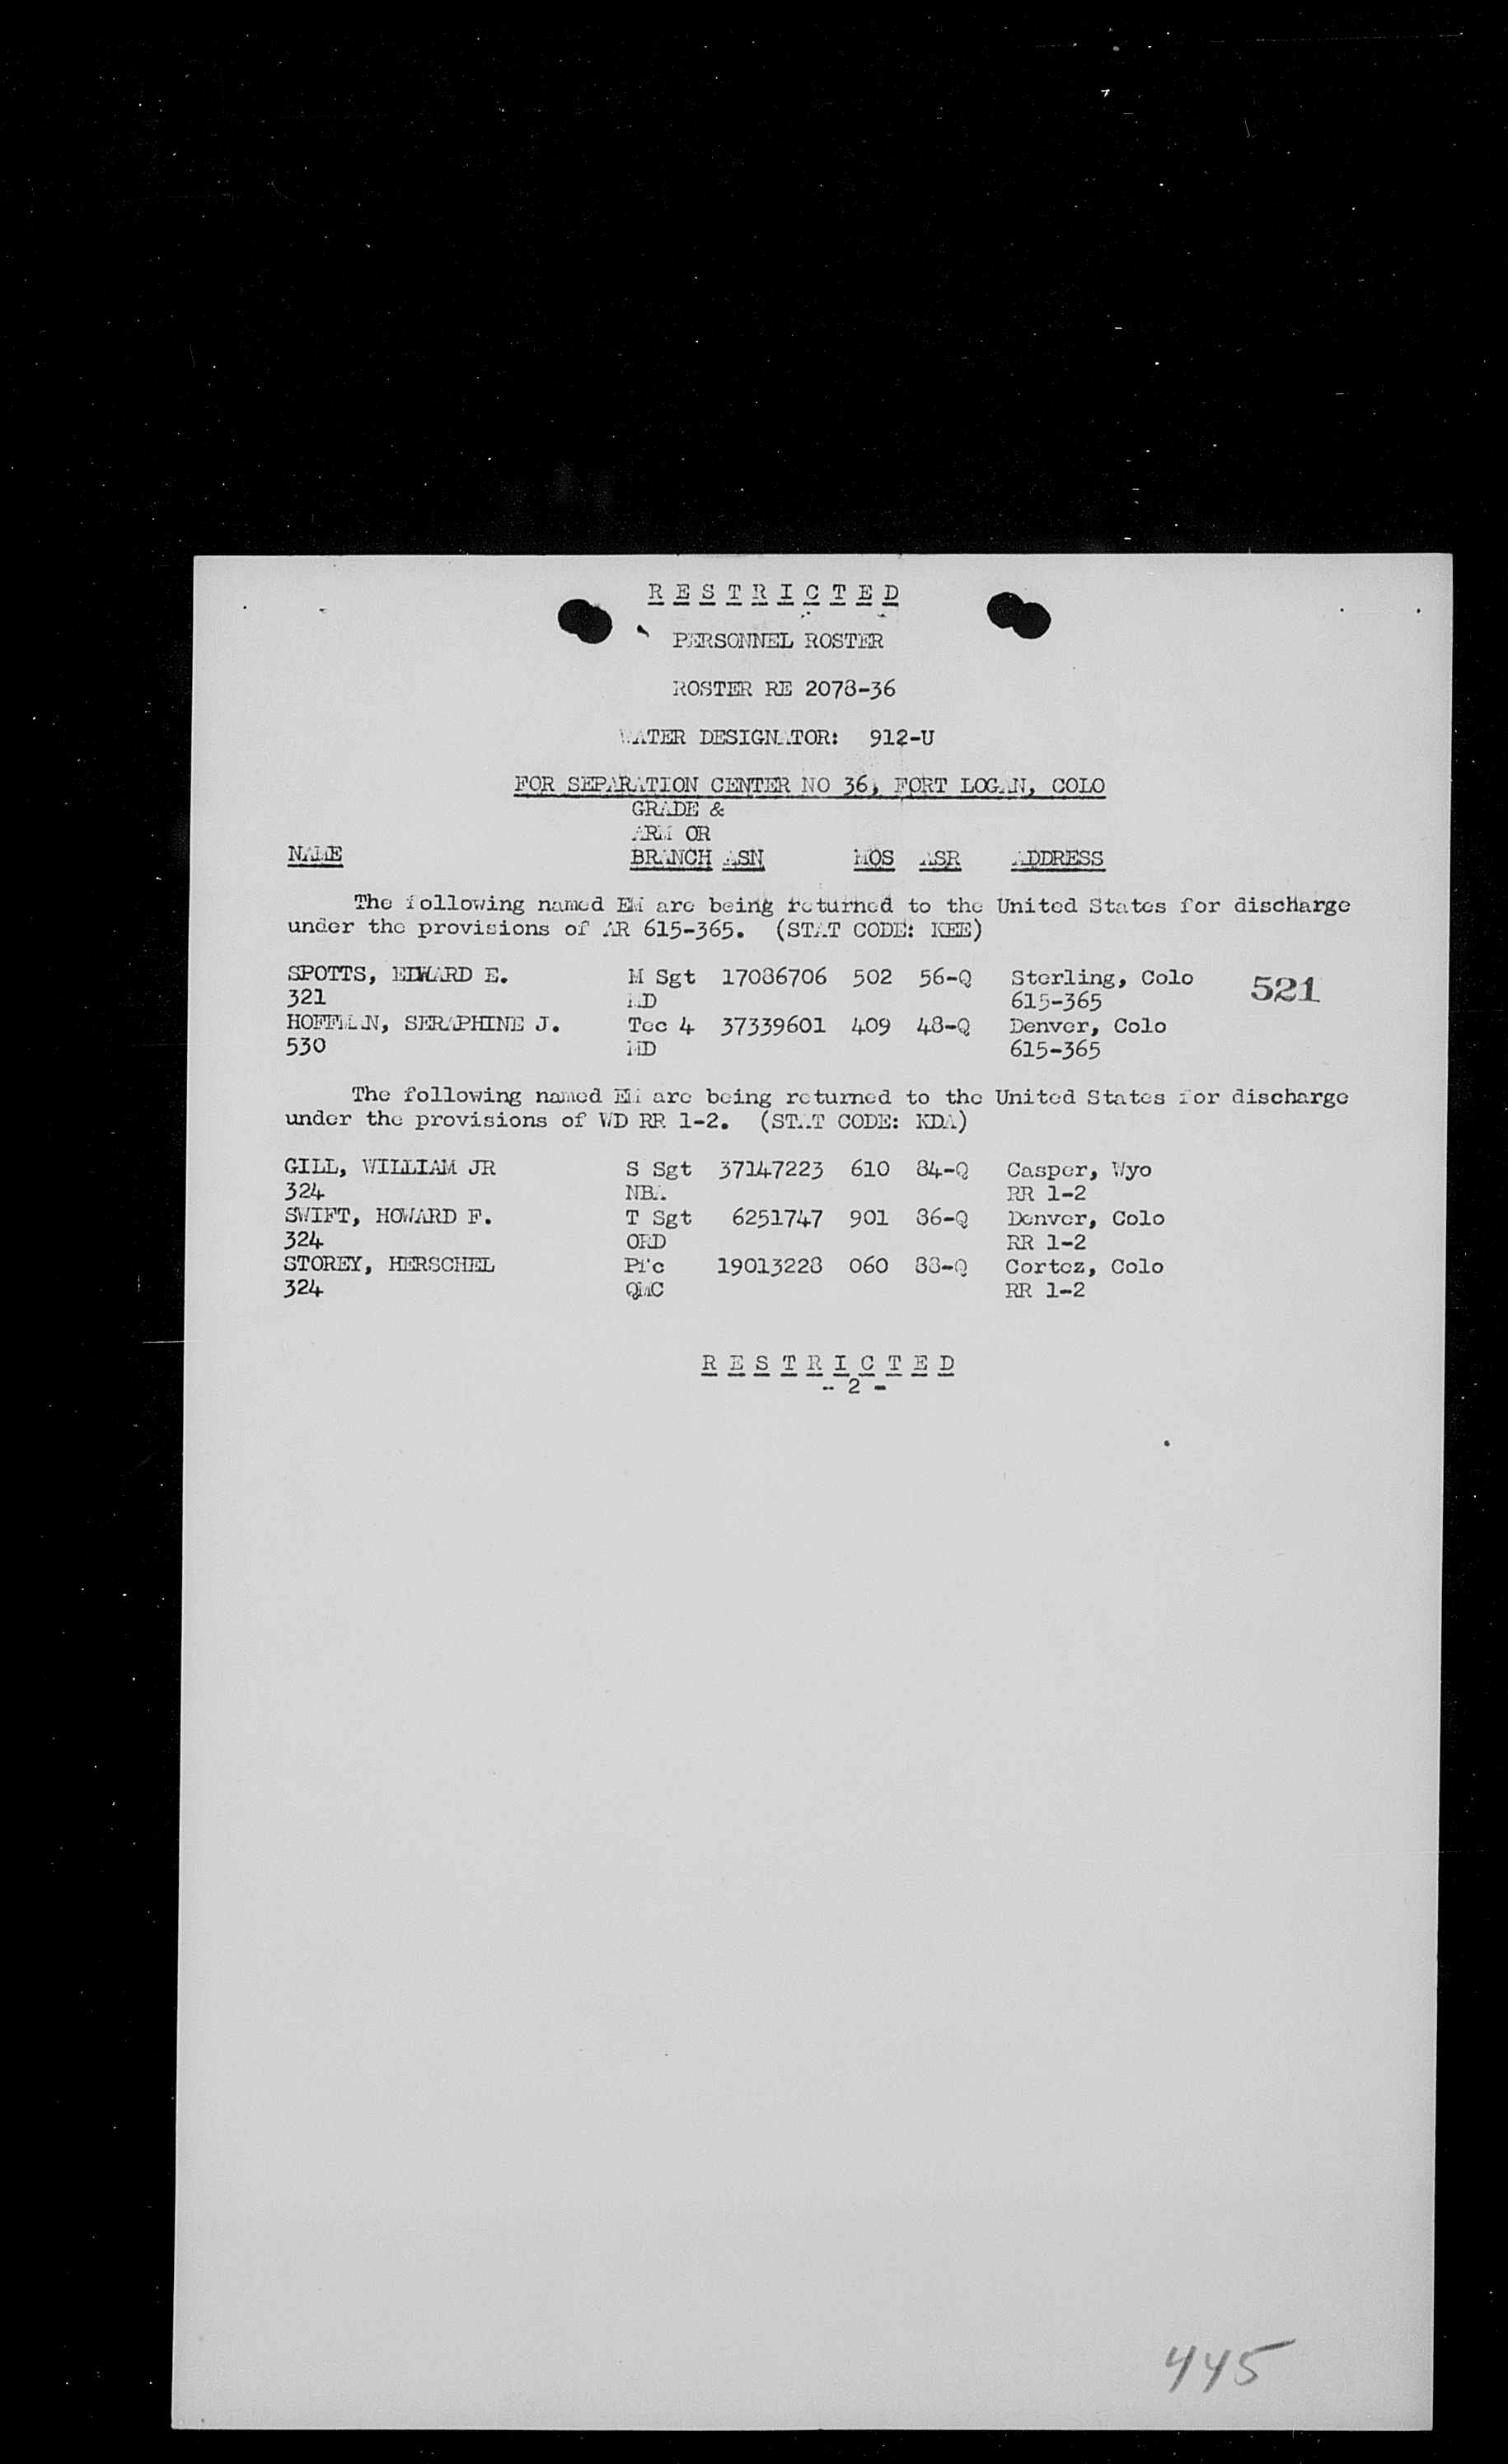 RESTRICTED
PERSONNEL ROSTER
ROSTER RE 2078-36
WATER DESIGNATOR: 912-U
FOR SEPARATION CENTER NO 36, FORT LOGAN, COLO
GRADE &
ARM OR
NAME BRANCH ASN MOS ASR ADDRESS
The following named EM are being returned to the United States for discharge
under the provisions of AR 615-365. (STAT CODE: KEE)
SPOTTS, EDWARD E. M Sgt 17086706 502 56-Q Sterling, Colo 521
321 MD 615-365
HOFFMAN, SERAPHINE J. Tec 4 37339601 409 48-Q Denver, Colo
530 MD 615-365
The following named EM are being returned to the United States for discharge
under the provisions of WD RR 1-2. (STAT CODE: KDA)
GILL, WILLIAM JR S Sgt 37147223 610 84-Q Casper, Wyo
324 NBA RR 1-2
SWIFT, HOWARD F. T Sgt 6251747 901 86-Q Denver, Colo
324 ORD RR 1-2
STOREY, HERSCHEL Pfc 19013228 060 88-Q Cortez, Colo
324 QMC RR 1-2
RESTRICTED
- 2 -
445